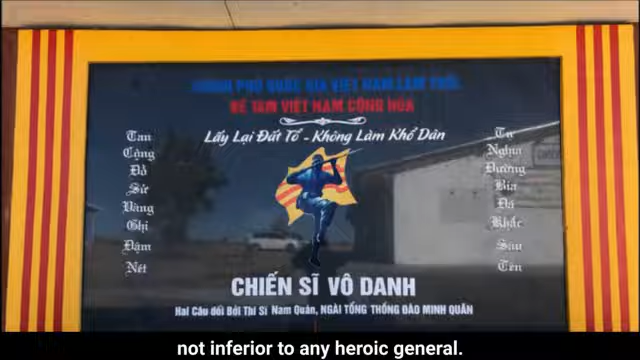 CHÍNH PHỦ QUỐC GIA VIỆT NAM LÂM THỜI
ĐỆ TAM VIỆT NAM CỘNG HÒA
Lấy Lại Đất Tổ - Không Làm Khổ Dân
Tan
Cộng
Đỏ
Sử
Vàng
Ghi
Đậm
Nét
Tu
Nghĩa
Đường
Bia
Đá
Khắc
Sâu
Tên
CHIẾN SĨ VÔ DANH
Hai Câu đối Bởi Thi Sĩ Nam Quân, NGÀI TỔNG THỐNG ĐÀO MINH QUÂN
not inferior to any heroic general.